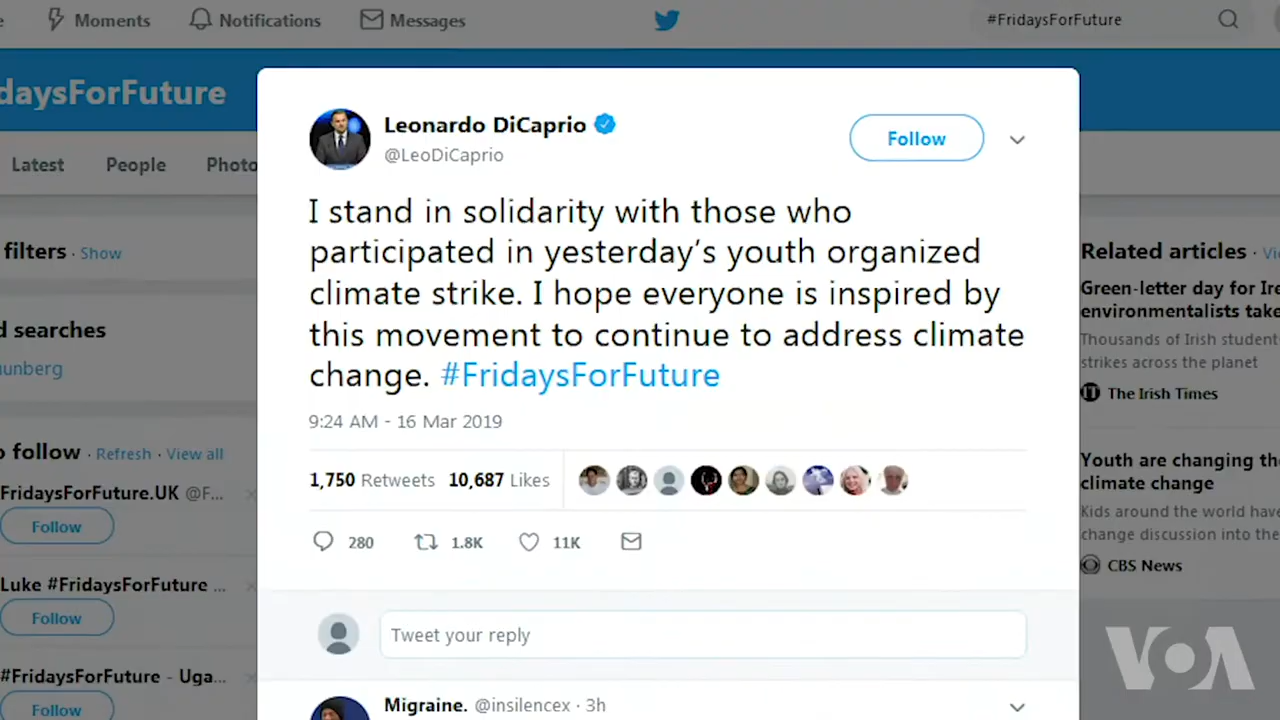 Moments
Notifications
Messages
#FridaysForFuture
daysForFuture
Latest
People
Photo
filters · Show
d searches
unberg
o follow · Refresh · View all
FridaysForFuture.UK @F...
Follow
Luke #FridaysForFuture ...
Follow
#FridaysForFuture - Uga...
Follow
Leonardo DiCaprio
@LeoDiCaprio
Follow
I stand in solidarity with those who
participated in yesterday's youth organized
climate strike. I hope everyone is inspired by
this movement to continue to address climate
change. #FridaysForFuture
9:24 AM - 16 Mar 2019
1,750 Retweets 10,687 Likes
280 1.8K 11K
Tweet your reply
Migraine. @insilencex · 3h
Related articles · Vi
Green-letter day for Ire
environmentalists take
Thousands of Irish student
strikes across the planet
The Irish Times
Youth are changing th
climate change
Kids around the world have
change discussion into the
CBS News
VOA